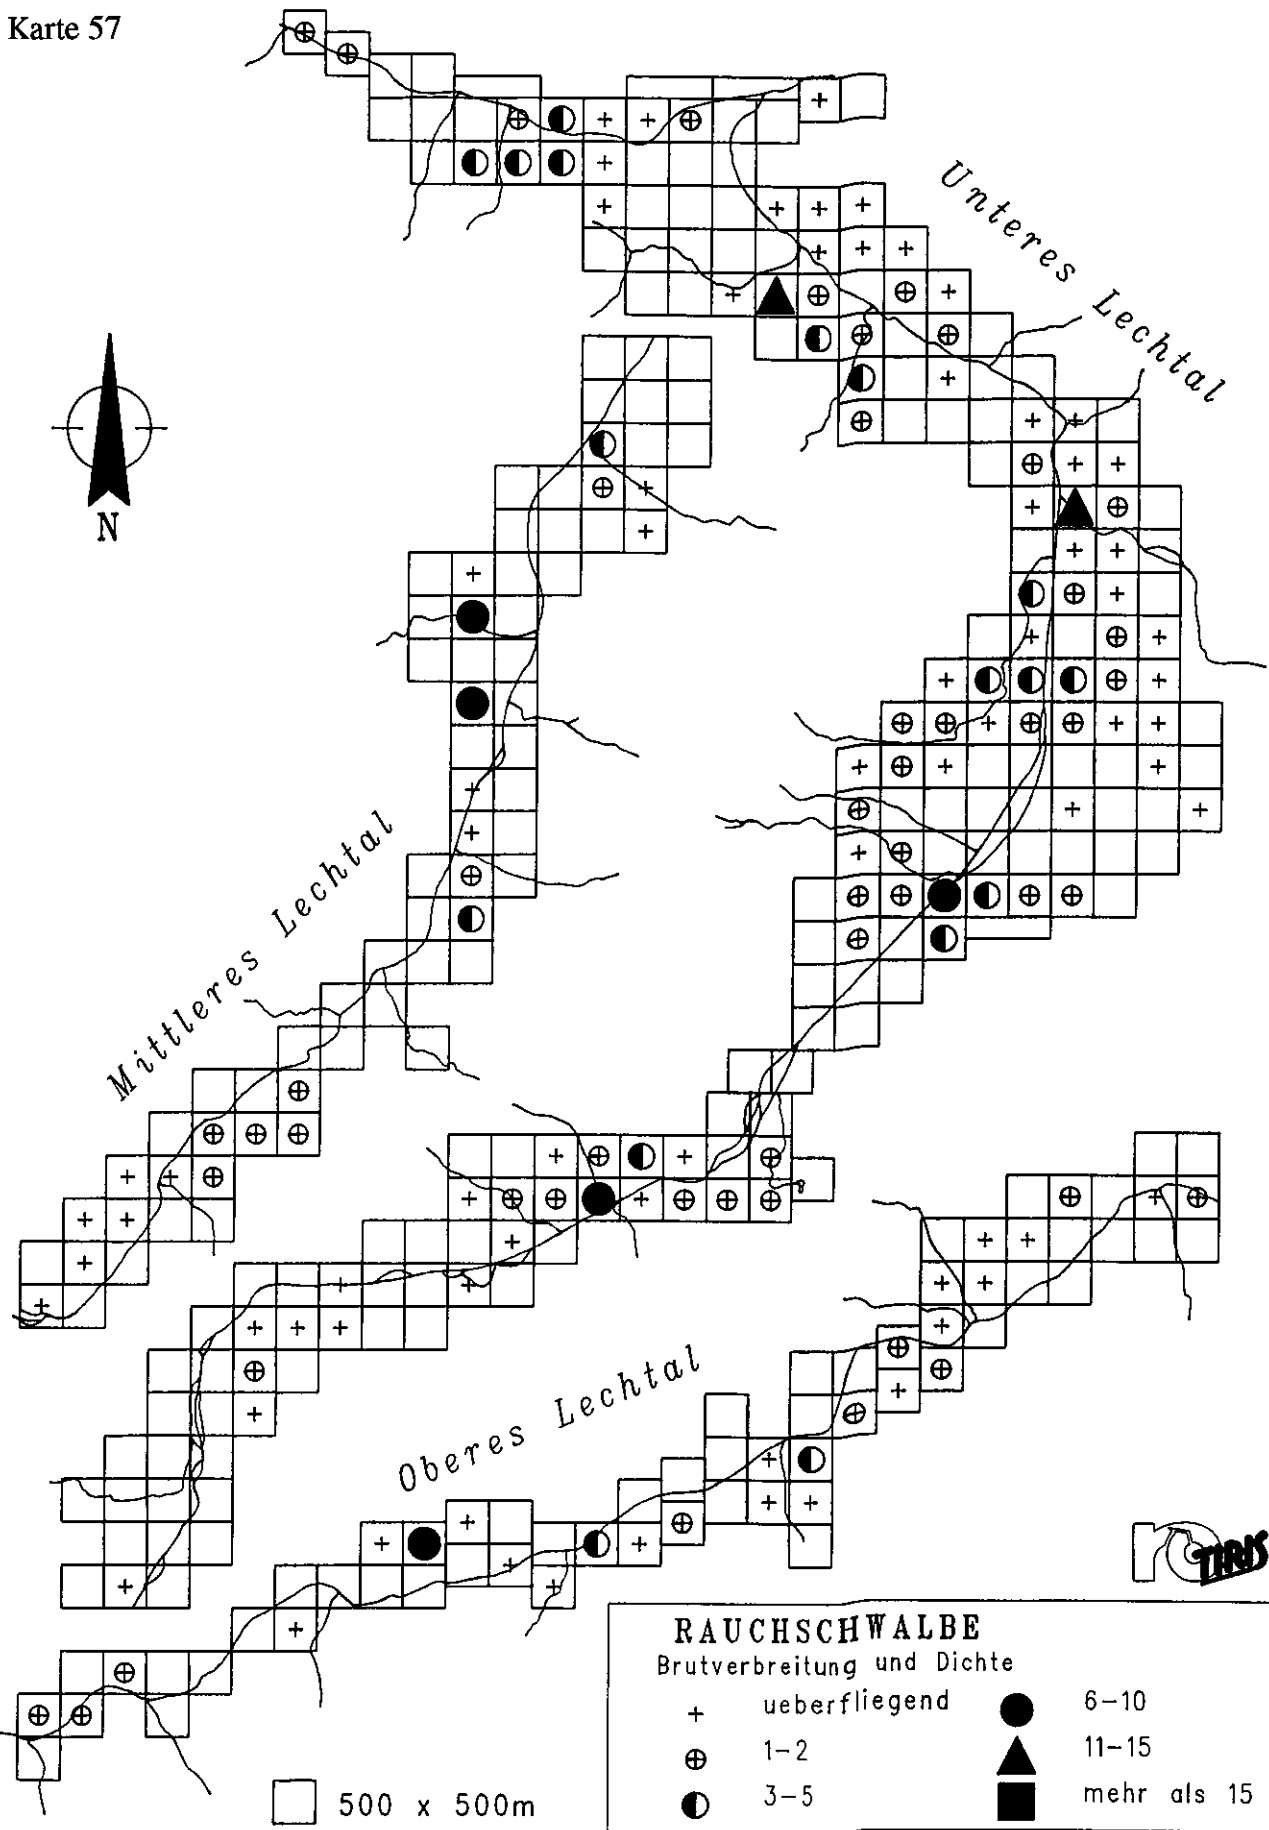 Karte 57
Unteres Lechtal
N
Mittleres Lechtal
Oberes Lechtal
TIRIS
RAUCHSCHWALBE
Brutverbreitung und Dichte
ueberfliegend
6-10
1-2
11-15
3-5
mehr als 15
500 x 500m